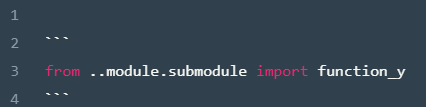 1
2 ```
3 from ..module.submodule import function_y
4 ```